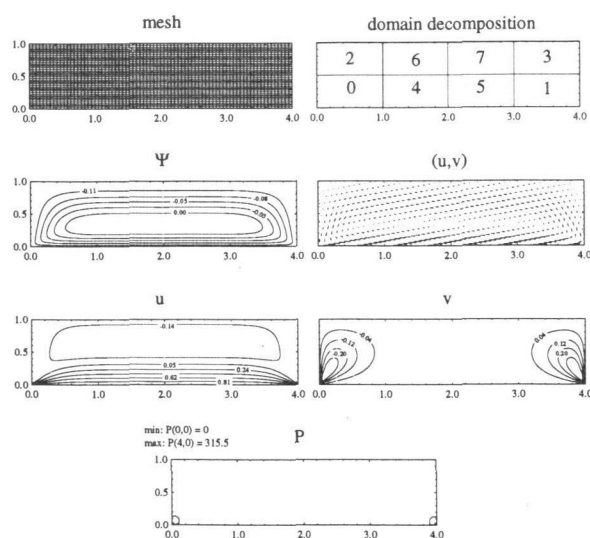 mesh
domain decomposition
1.0
0.5
0.0
0.0 1.0 2.0 3.0 4.0
2 6 7 3
0 4 5 1
0.0 1.0 2.0 3.0 4.0
Ψ
(u,v)
1.0
0.5
0.0
-0.11
-0.08
-0.05
-0.05
0.00
0.0 1.0 2.0 3.0 4.0
0.0 1.0 2.0 3.0 4.0
u
v
1.0
0.5
0.0
-0.14
0.05
0.24
0.62
0.81
0.0 1.0 2.0 3.0 4.0
-0.04
-0.12
-0.20
0.04
0.12
0.20
0.0 1.0 2.0 3.0 4.0
min: P(0,0) = 0
max: P(4,0) = 315.5
P
1.0
0.5
0.0
0.0 1.0 2.0 3.0 4.0